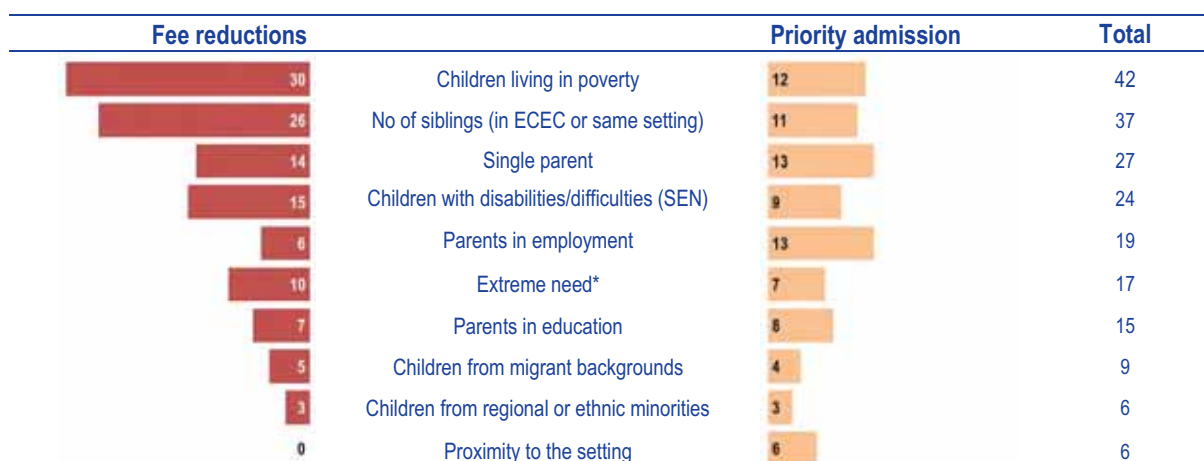 Fee reductions Priority admission Total
30 Children living in poverty 12 42
26 No of siblings (in ECEC or same setting) 11 37
14 Single parent 13 27
15 Children with disabilities/difficulties (SEN) 9 24
6 Parents in employment 13 19
10 Extreme need* 7 17
7 Parents in education 8 15
5 Children from migrant backgrounds 4 9
3 Children from regional or ethnic minorities 3 6
0 Proximity to the setting 6 6